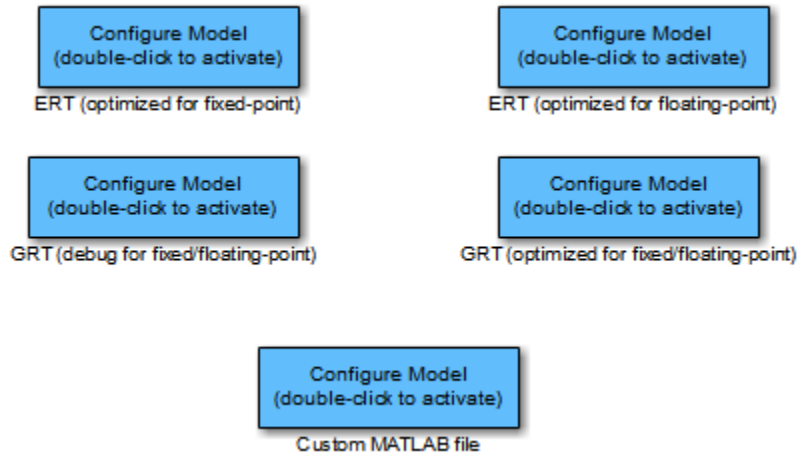 Configure Model
(double-click to activate)
ERT (optimized for fixed-point)
Configure Model
(double-click to activate)
ERT (optimized for floating-point)
Configure Model
(double-click to activate)
GRT (debug for fixed/floating-point)
Configure Model
(double-click to activate)
GRT (optimized for fixed/floating-point)
Configure Model
(double-click to activate)
Custom MATLAB file